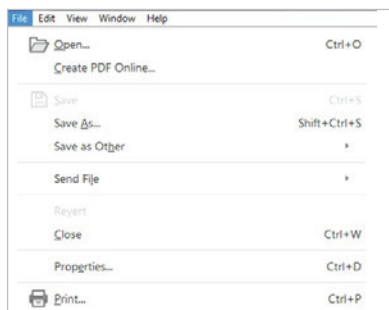 File Edit View Window Help
Open... Ctrl+O
Create PDF Online...
Save Ctrl+S
Save As... Shift+Ctrl+S
Save as Other
Send File
Revert
Close Ctrl+W
Properties... Ctrl+D
Print... Ctrl+P